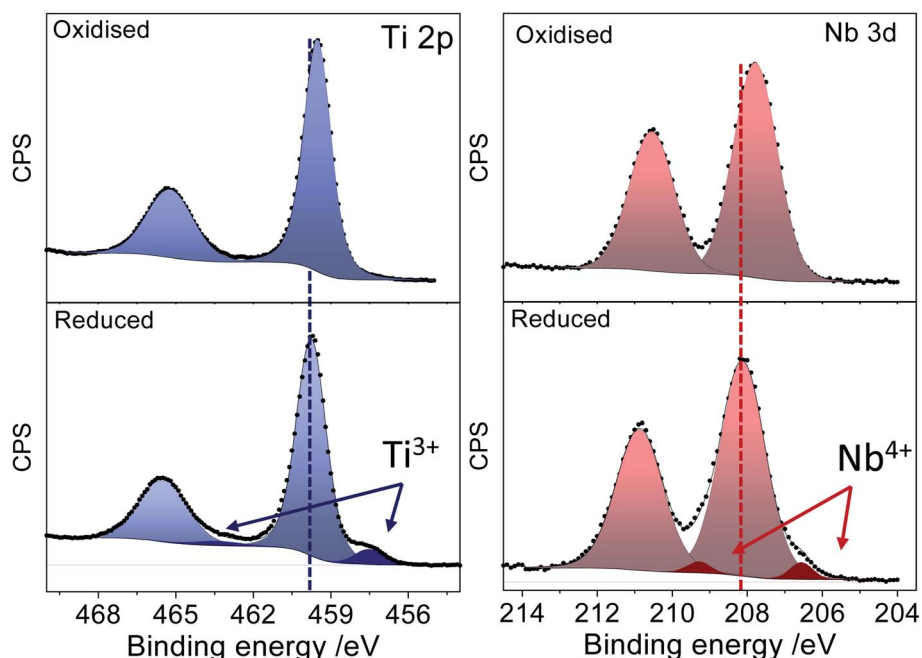 Oxidised
Ti 2p
CPS
Reduced
Ti³⁺
CPS
468 465 462 459 456
Binding energy /eV
Oxidised
Nb 3d
CPS
Reduced
Nb⁴⁺
CPS
214 212 210 208 206 204
Binding energy /eV